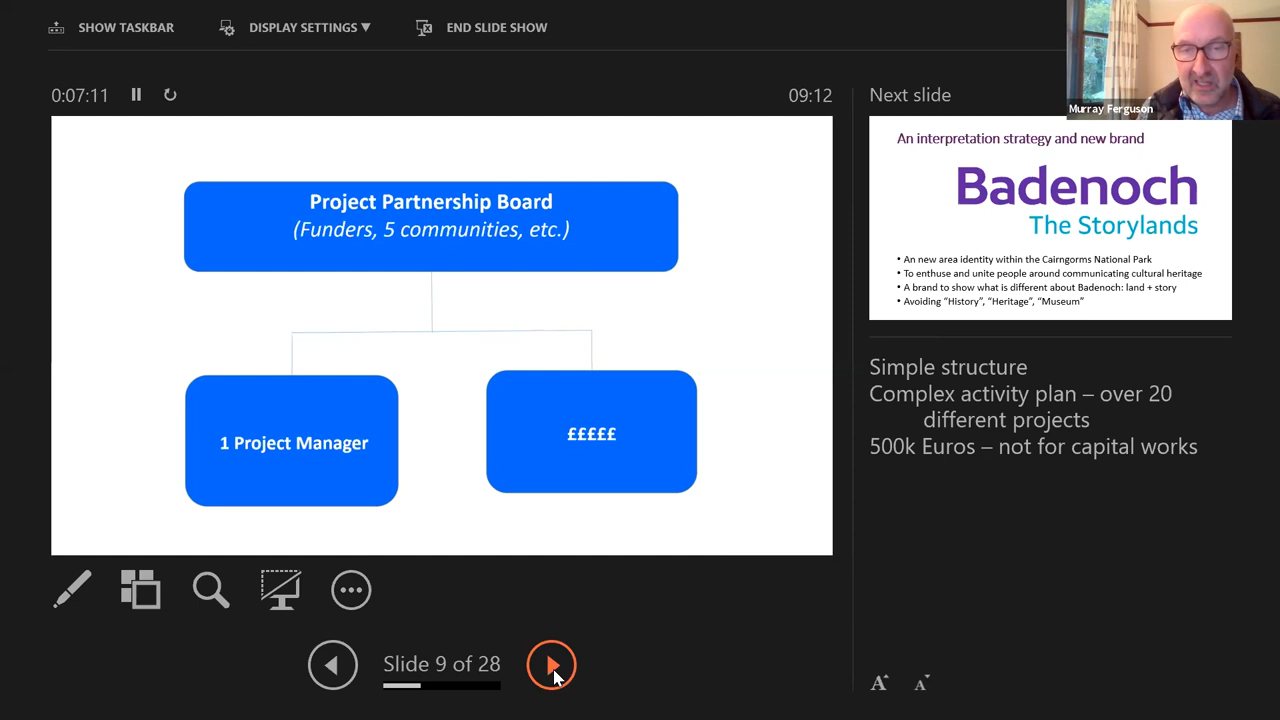 SHOW TASKBAR
DISPLAY SETTINGS ▼
END SLIDE SHOW
Murray Ferguson
0:07:11
09:12
Next slide
Project Partnership Board
(Funders, 5 communities, etc.)
1 Project Manager
£££££
An interpretation strategy and new brand
Badenoch
The Storylands
• An new area identity within the Cairngorms National Park
• To enthuse and unite people around communicating cultural heritage
• A brand to show what is different about Badenoch: land + story
• Avoiding “History”, “Heritage”, “Museum”
Simple structure
Complex activity plan – over 20
different projects
500k Euros – not for capital works
Slide 9 of 28
A A